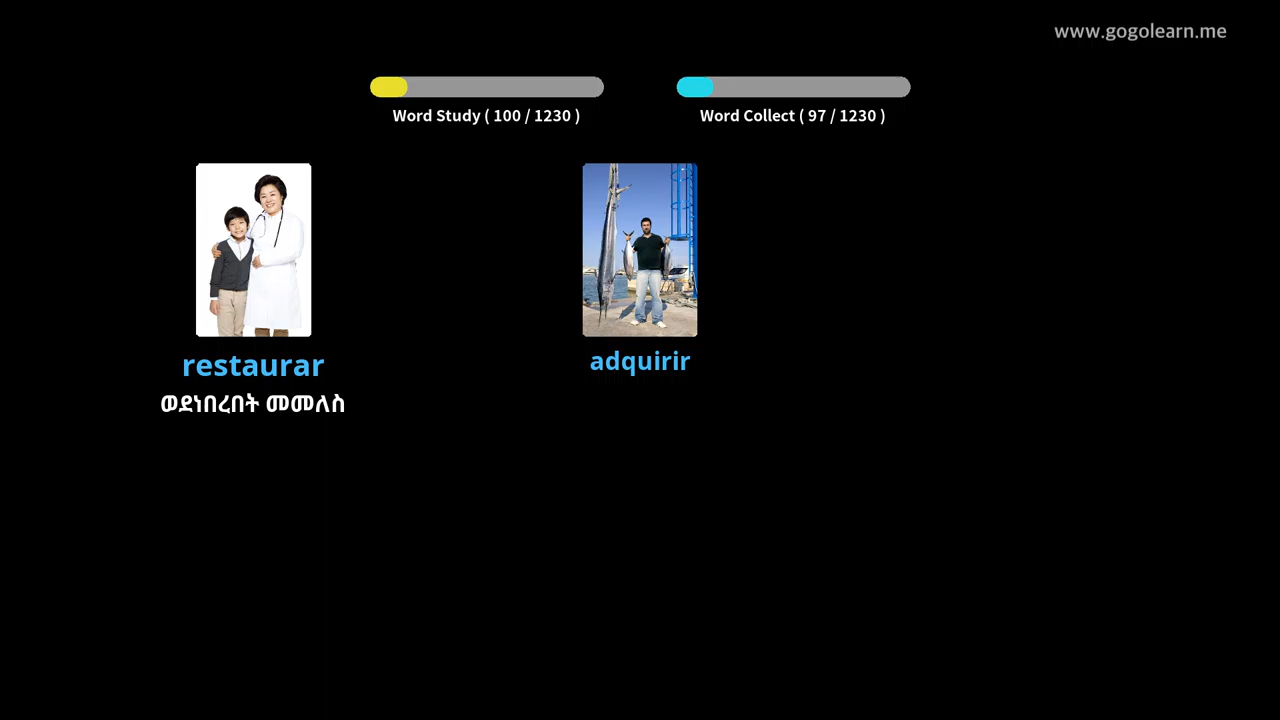 www.gogolearn.me
Word Study ( 100 / 1230 )
Word Collect ( 97 / 1230 )
restaurar
adquirir
ወደነበረበት መመለስ